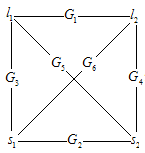 l₁ G₁ l₂
G₅ G₆
G₃ G₄
s₁ G₂ s₂